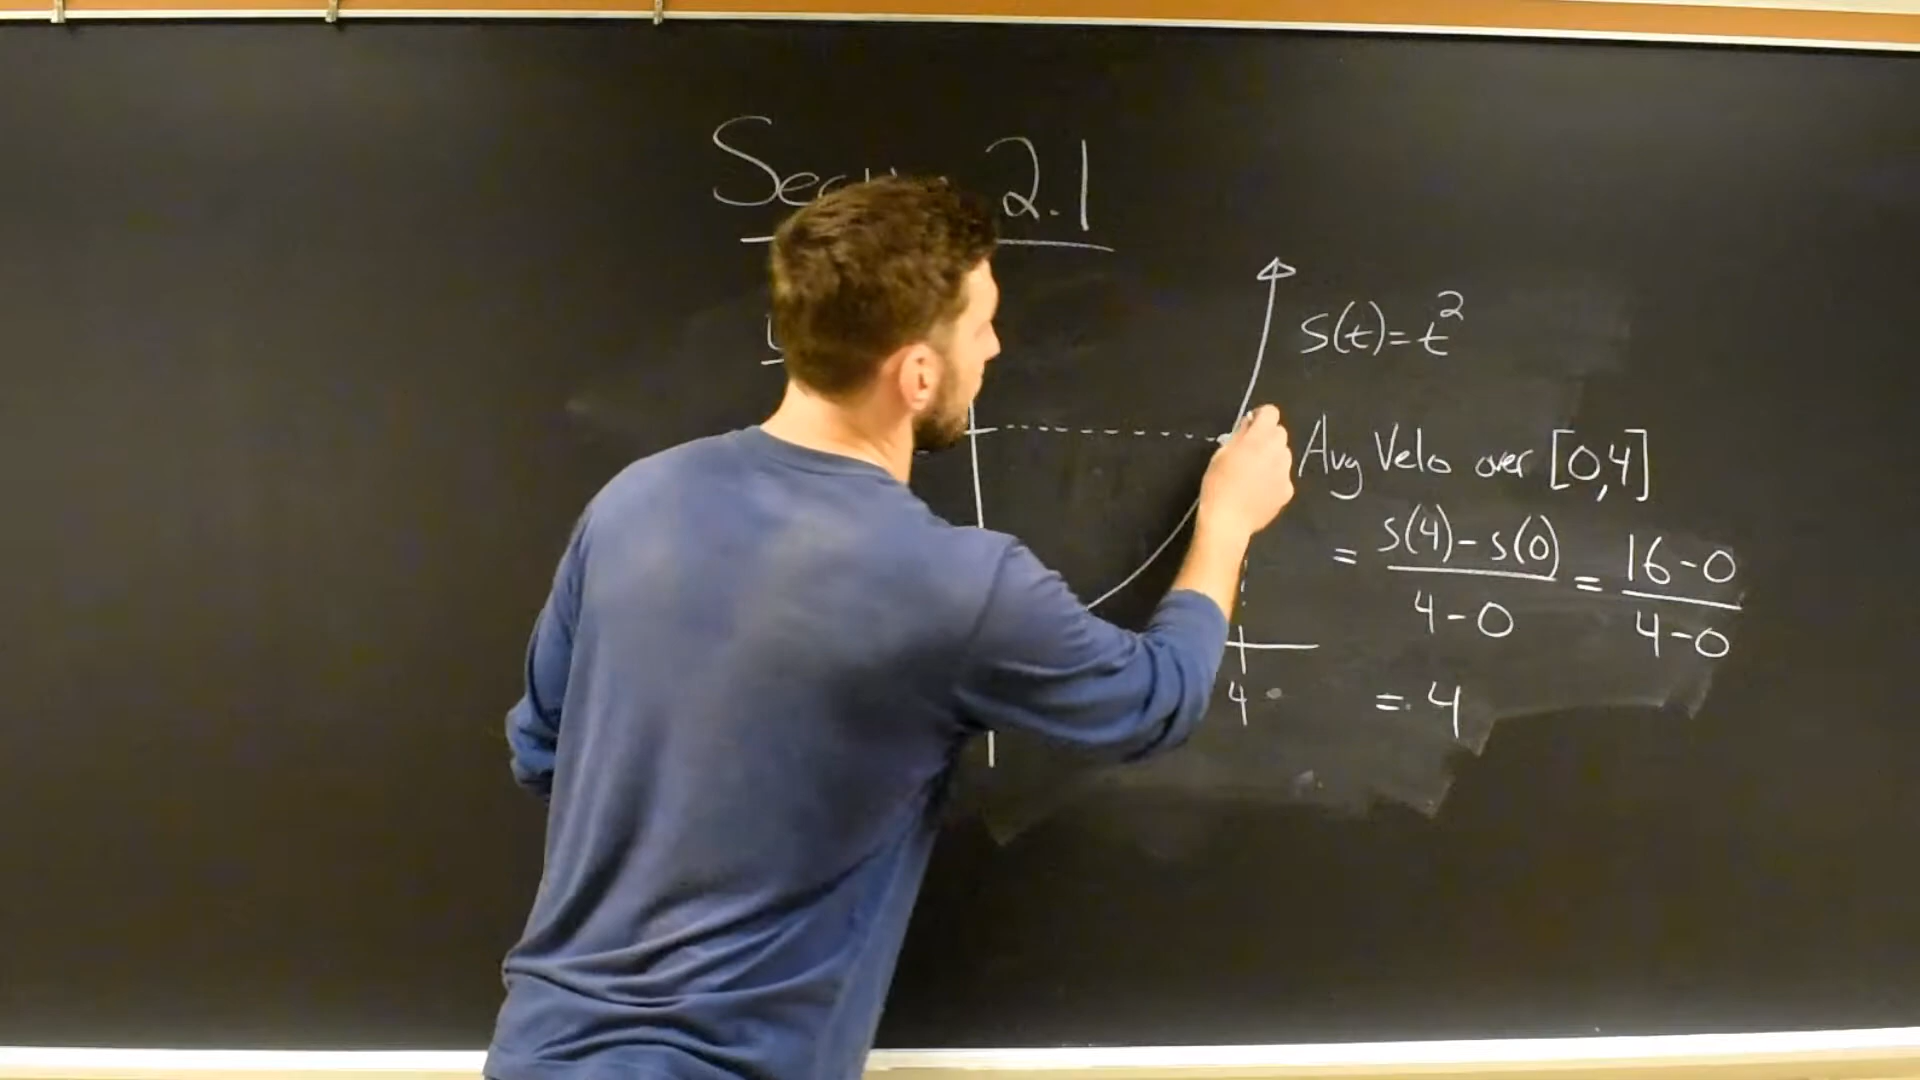 2.1
s(t)=t²
Avg Velo over [0,4]
= s(4)-s(0) / 4-0 = 16-0 / 4-0
4
= 4